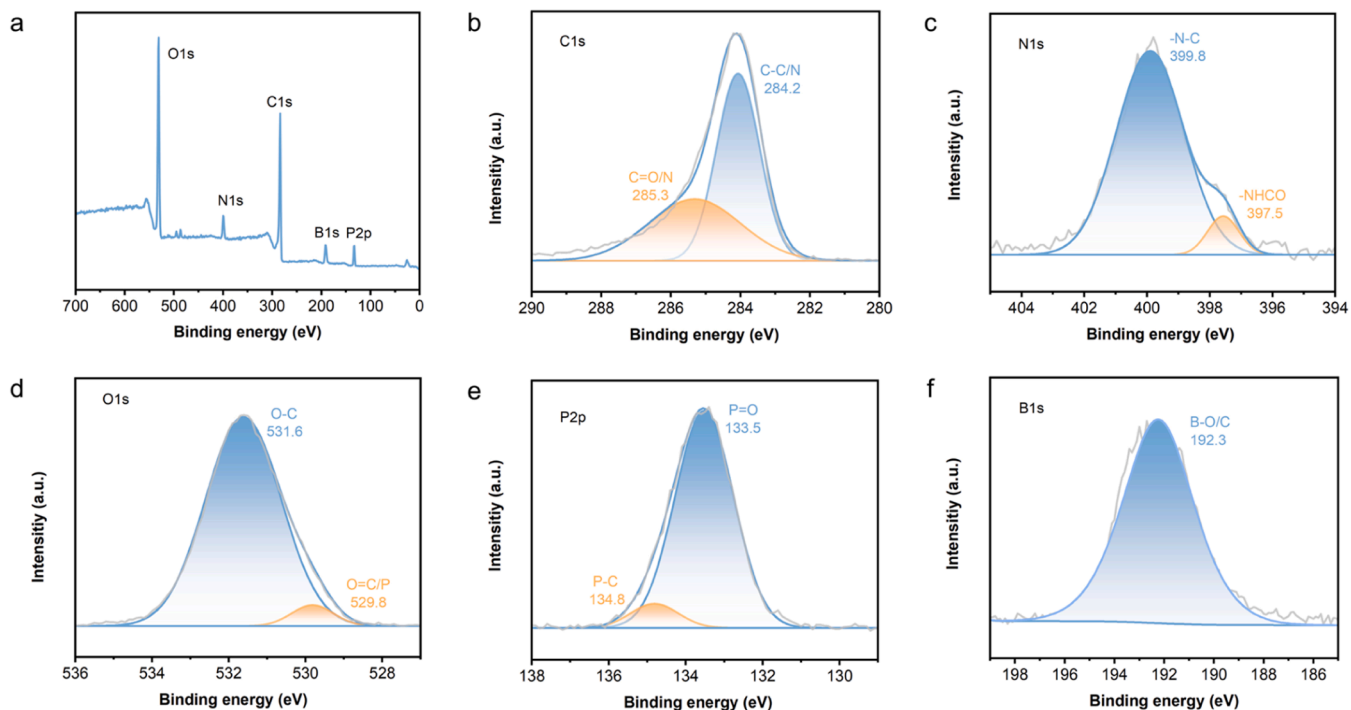 a
O1s
C1s
N1s
B1s P2p
700 600 500 400 300 200 100 0
Binding energy (eV)
b
C1s
C-C/N
284.2
C=O/N
285.3
Intensitiy (a.u.)
290 288 286 284 282 280
Binding energy (eV)
c
N1s
-N-C
399.8
-NHCO
397.5
Intensitiy (a.u.)
404 402 400 398 396 394
Binding energy (eV)
d
O1s
O-C
531.6
O=C/P
529.8
Intensitiy (a.u.)
536 534 532 530 528
Binding energy (eV)
e
P2p
P=O
133.5
P-C
134.8
Intensitiy (a.u.)
138 136 134 132 130
Binding energy (eV)
f
B1s
B-O/C
192.3
Intensitiy (a.u.)
198 196 194 192 190 188 186
Binding energy (eV)